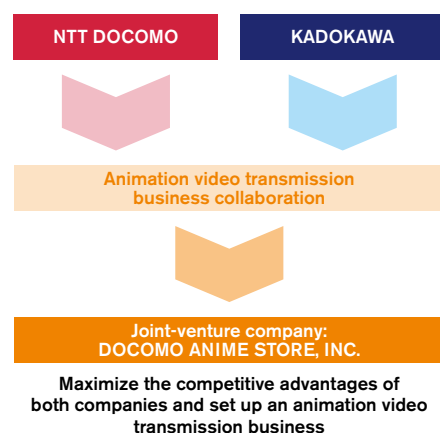 NTT DOCOMO
KADOKAWA
Animation video transmission
business collaboration
Joint-venture company:
DOCOMO ANIME STORE, INC.
Maximize the competitive advantages of
both companies and set up an animation video
transmission business